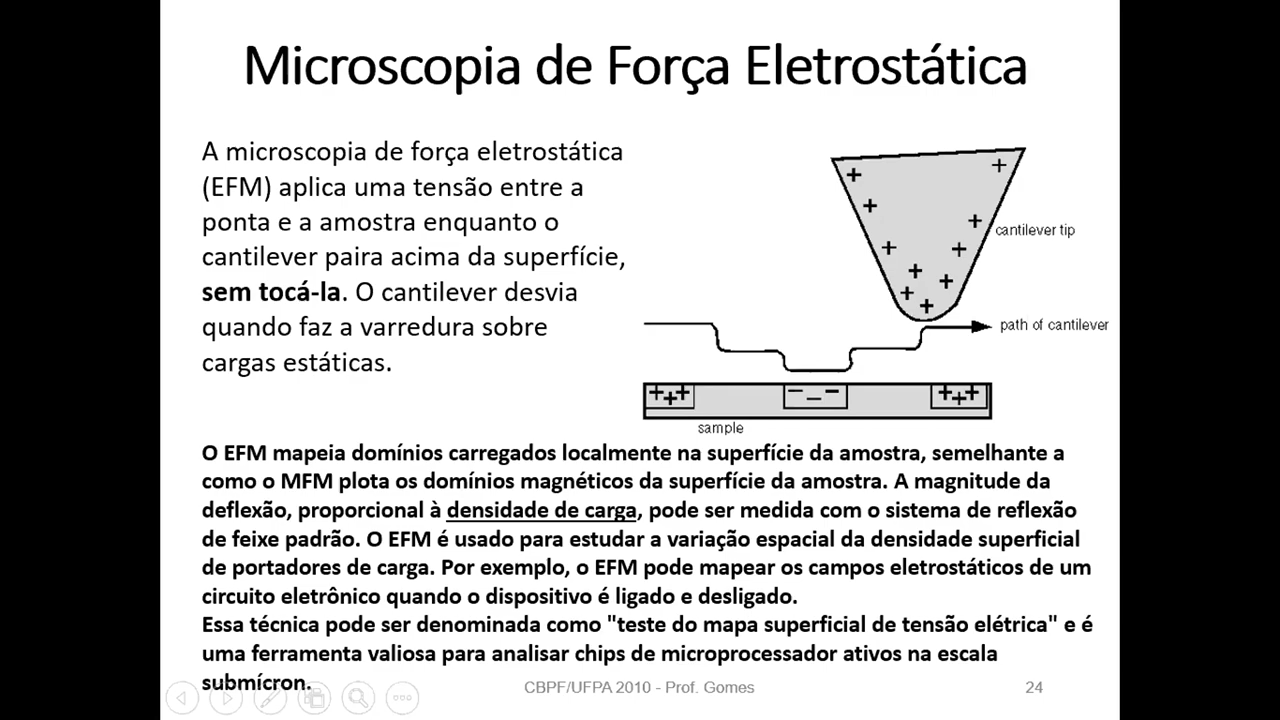 Microscopia de Força Eletrostática
A microscopia de força eletrostática
(EFM) aplica uma tensão entre a
ponta e a amostra enquanto o
cantilever paira acima da superfície,
sem tocá-la. O cantilever desvia
quando faz a varredura sobre
cargas estáticas.
cantilever tip
path of cantilever
sample
O EFM mapeia domínios carregados localmente na superfície da amostra, semelhante a
como o MFM plota os domínios magnéticos da superfície da amostra. A magnitude da
deflexão, proporcional à densidade de carga, pode ser medida com o sistema de reflexão
de feixe padrão. O EFM é usado para estudar a variação espacial da densidade superficial
de portadores de carga. Por exemplo, o EFM pode mapear os campos eletrostáticos de um
circuito eletrônico quando o dispositivo é ligado e desligado.
Essa técnica pode ser denominada como "teste do mapa superficial de tensão elétrica" e é
uma ferramenta valiosa para analisar chips de microprocessador ativos na escala
submícron.
CBPF/UFPA 2010 - Prof. Gomes
24